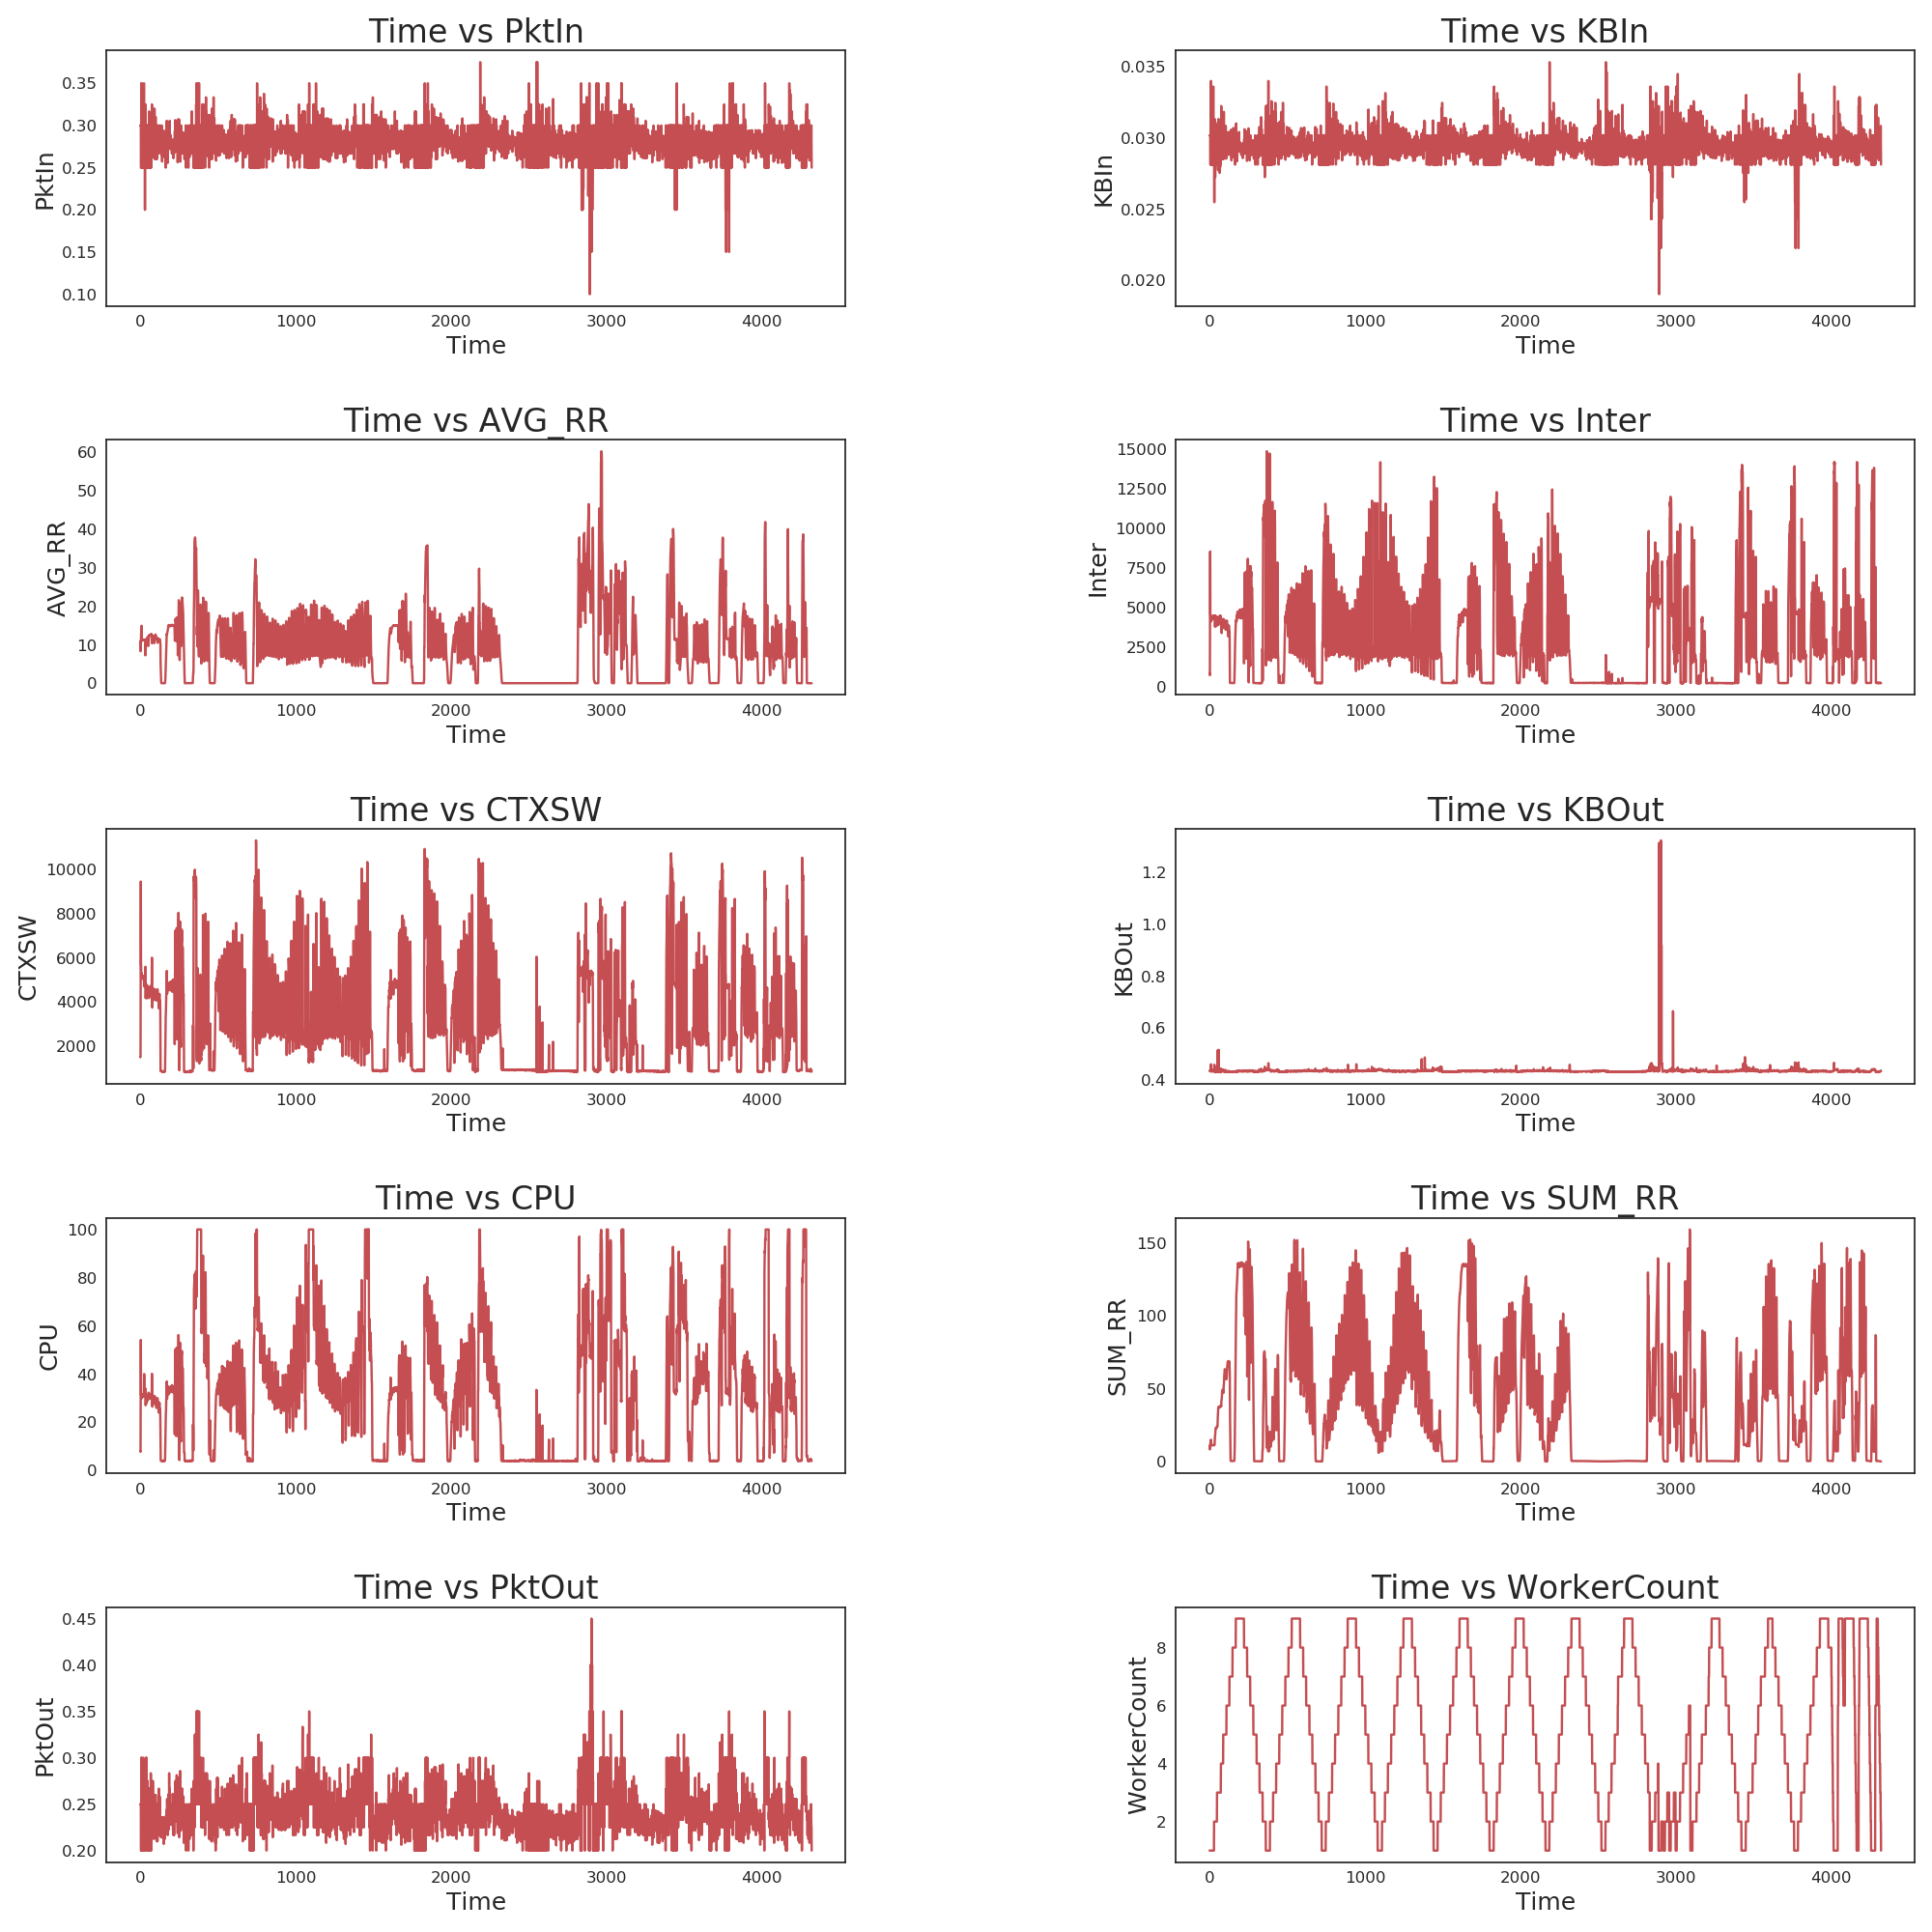 Time vs PktIn
PktIn
0.35
0.30
0.25
0.20
0.15
0.10
0 1000 2000 3000 4000
Time
Time vs KBIn
KBIn
0.035
0.030
0.025
0.020
0 1000 2000 3000 4000
Time
Time vs AVG_RR
AVG_RR
60
50
40
30
20
10
0
0 1000 2000 3000 4000
Time
Time vs Inter
Inter
15000
12500
10000
7500
5000
2500
0
0 1000 2000 3000 4000
Time
Time vs CTXSW
CTXSW
10000
8000
6000
4000
2000
0 1000 2000 3000 4000
Time
Time vs KBOut
KBOut
1.2
1.0
0.8
0.6
0.4
0 1000 2000 3000 4000
Time
Time vs CPU
CPU
100
80
60
40
20
0
0 1000 2000 3000 4000
Time
Time vs SUM_RR
SUM_RR
150
100
50
0
0 1000 2000 3000 4000
Time
Time vs PktOut
PktOut
0.45
0.40
0.35
0.30
0.25
0.20
0 1000 2000 3000 4000
Time
Time vs WorkerCount
WorkerCount
8
6
4
2
0 1000 2000 3000 4000
Time